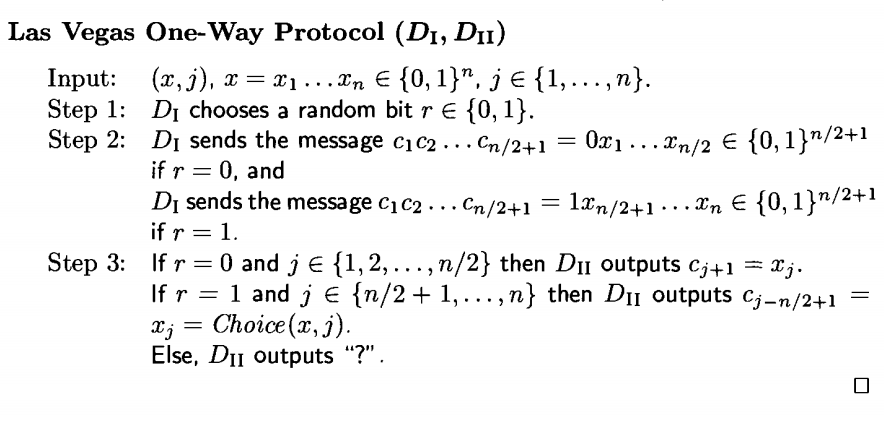 Las Vegas One-Way Protocol (D_I, D_II)
Input: (x, j), x = x_1 ... x_n ∈ {0, 1}^n, j ∈ {1, ..., n}.
Step 1: D_I chooses a random bit r ∈ {0, 1}.
Step 2: D_I sends the message c_1c_2 ... c_{n/2+1} = 0x_1 ... x_{n/2} ∈ {0, 1}^{n/2+1}
if r = 0, and
D_I sends the message c_1c_2 ... c_{n/2+1} = 1x_{n/2+1} ... x_n ∈ {0, 1}^{n/2+1}
if r = 1.
Step 3: If r = 0 and j ∈ {1, 2, ..., n/2} then D_II outputs c_{j+1} = x_j.
If r = 1 and j ∈ {n/2 + 1, ..., n} then D_II outputs c_{j−n/2+1} =
x_j = Choice(x, j).
Else, D_II outputs “?”.
□